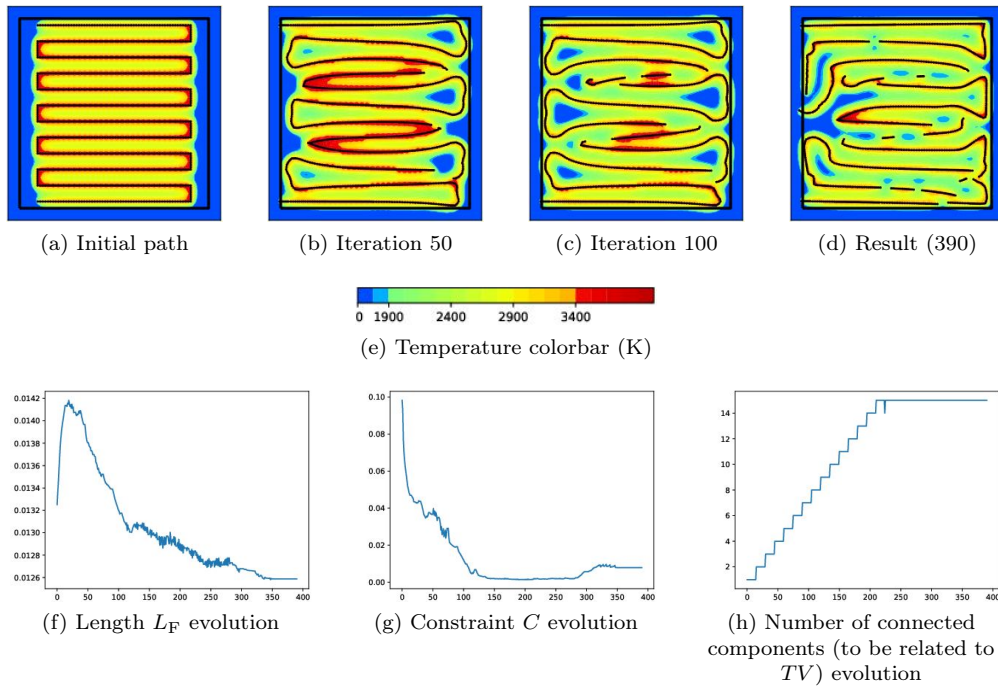 (a) Initial path
(b) Iteration 50
(c) Iteration 100
(d) Result (390)
0 1900 2400 2900 3400
(e) Temperature colorbar (K)
0.0142
0.0140
0.0138
0.0136
0.0134
0.0132
0.0130
0.0128
0.0126
0 50 100 150 200 250 300 350 400
(f) Length L_F evolution
0.10
0.08
0.06
0.04
0.02
0.00
0 50 100 150 200 250 300 350 400
(g) Constraint C evolution
14
12
10
8
6
4
2
0 50 100 150 200 250 300 350 400
(h) Number of connected
components (to be related to
TV) evolution